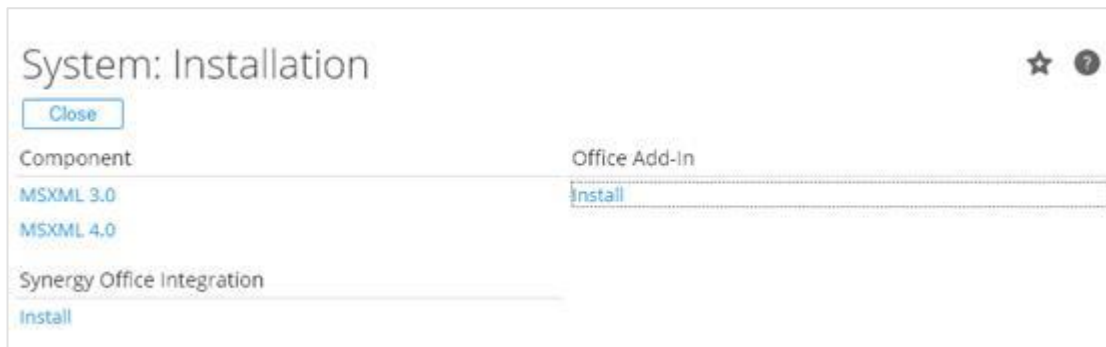 System: Installation
Close
Component
MSXML 3.0
MSXML 4.0
Synergy Office Integration
Install
Office Add-In
Install